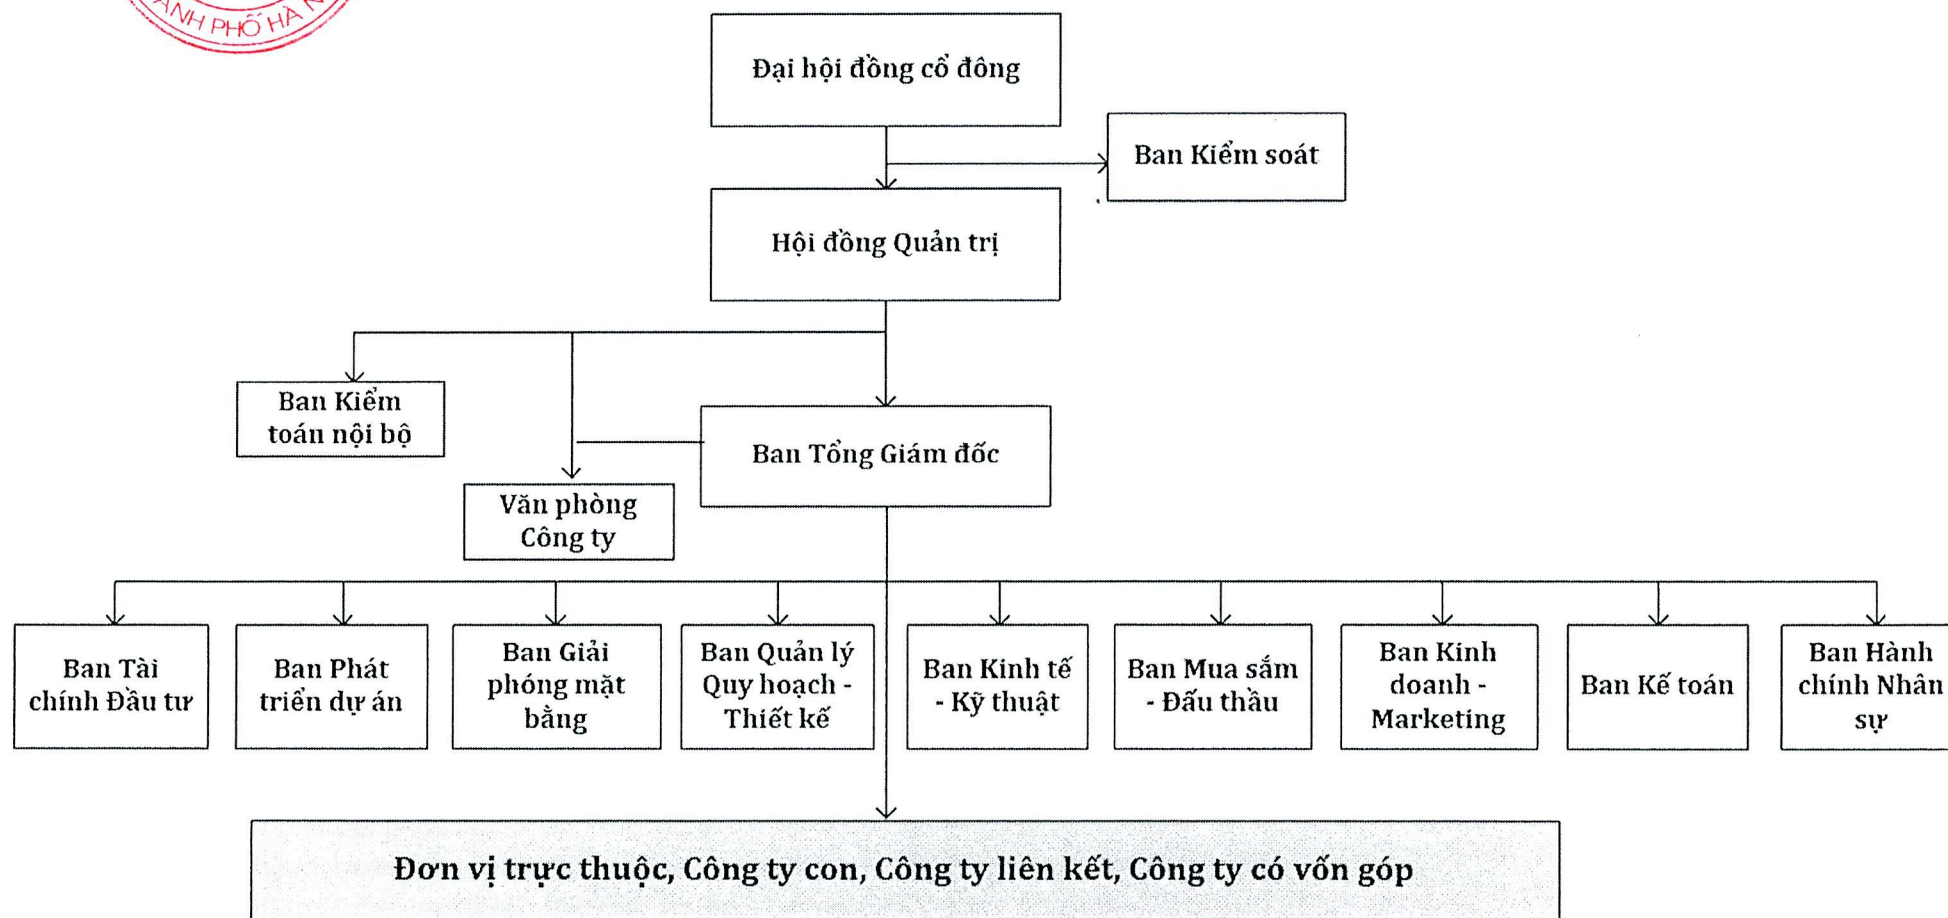 ÀNH PHỐ HÀ N
Đại hội đồng cổ đông
Ban Kiểm soát
Hội đồng Quản trị
Ban Kiểm
toán nội bộ
Ban Tổng Giám đốc
Văn phòng
Công ty
Ban Tài
chính Đầu tư
Ban Phát
triển dự án
Ban Giải
phóng mặt
bằng
Ban Quản lý
Quy hoạch -
Thiết kế
Ban Kinh tế
- Kỹ thuật
Ban Mua sắm
- Đấu thầu
Ban Kinh
doanh -
Marketing
Ban Kế toán
Ban Hành
chính Nhân
sự
Đơn vị trực thuộc, Công ty con, Công ty liên kết, Công ty có vốn góp